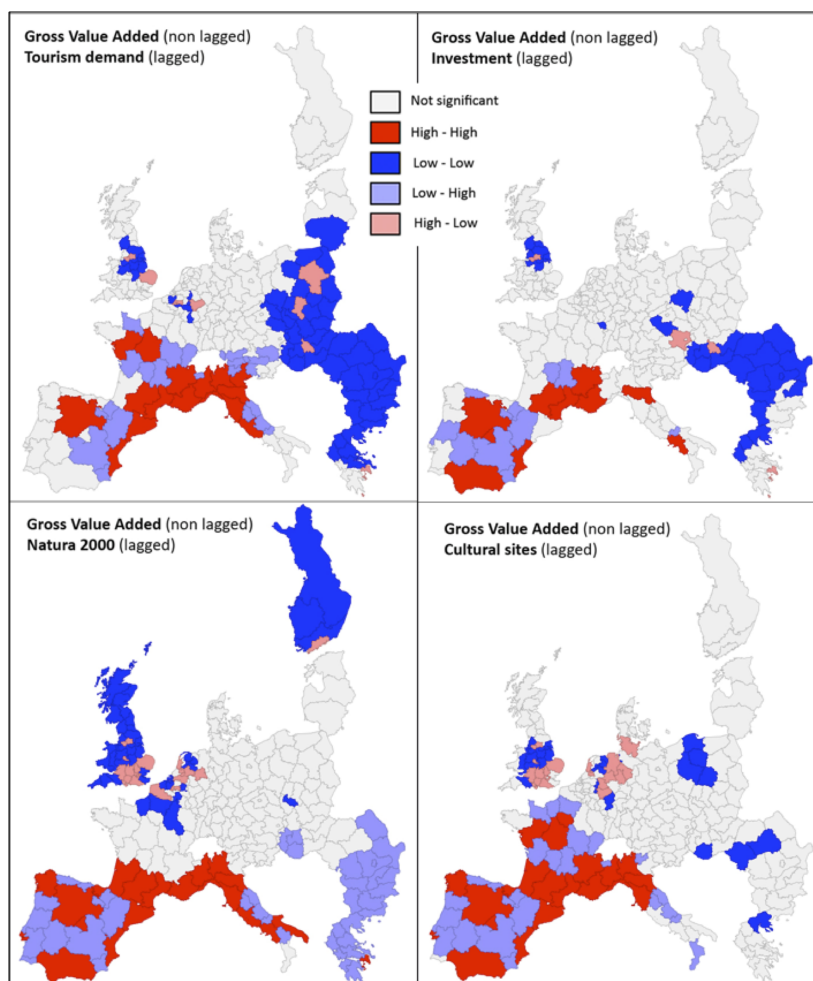 Gross Value Added (non lagged)
Tourism demand (lagged)
Gross Value Added (non lagged)
Investment (lagged)
Not significant
High - High
Low - Low
Low - High
High - Low
Gross Value Added (non lagged)
Natura 2000 (lagged)
Gross Value Added (non lagged)
Cultural sites (lagged)